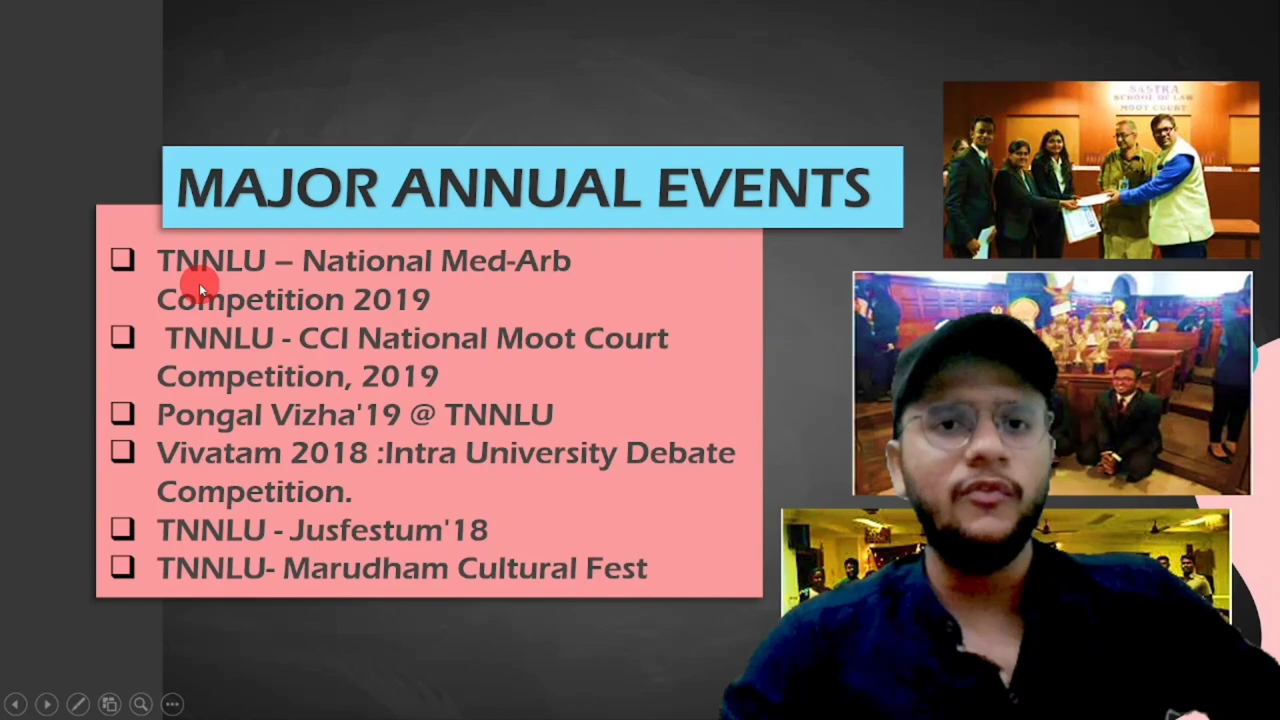 SASTRA
SCHOOL OF LAW
MOOT COURT
MAJOR ANNUAL EVENTS
TNNLU – National Med-Arb
Competition 2019
TNNLU - CCI National Moot Court
Competition, 2019
Pongal Vizha'19 @ TNNLU
Vivatam 2018 :Intra University Debate
Competition.
TNNLU - Jusfestum'18
TNNLU- Marudham Cultural Fest